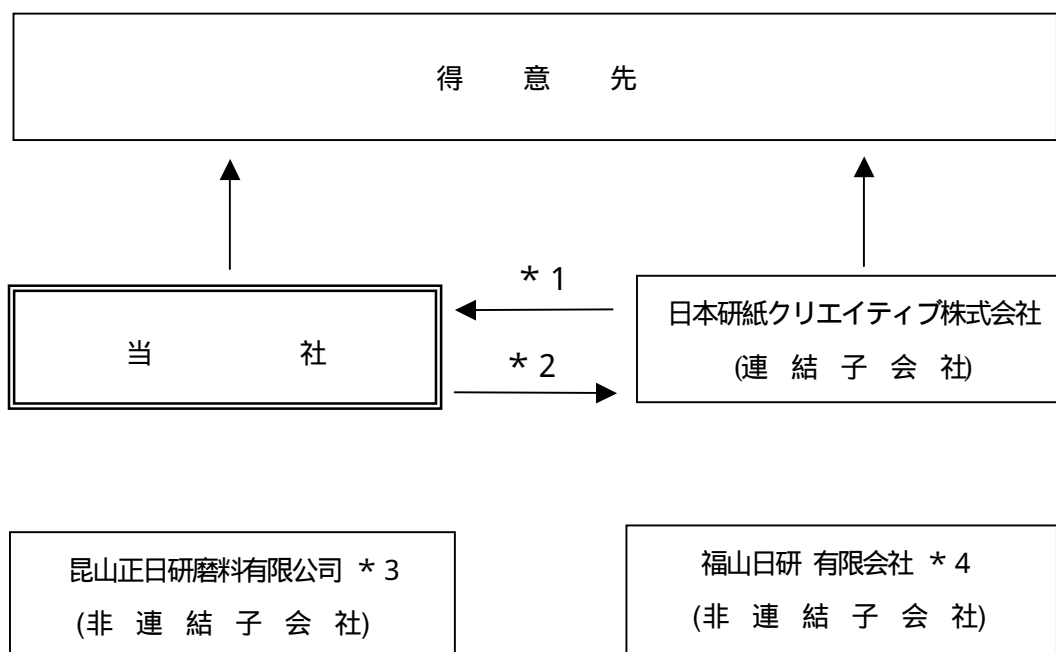 得 意 先
* 1
当 社
* 2
日本研紙クリエイティブ株式会社
(連 結 子 会 社)
昆山正日研磨料有限公司 * 3
(非 連 結 子 会 社)
福山日研 有限会社 * 4
(非 連 結 子 会 社)